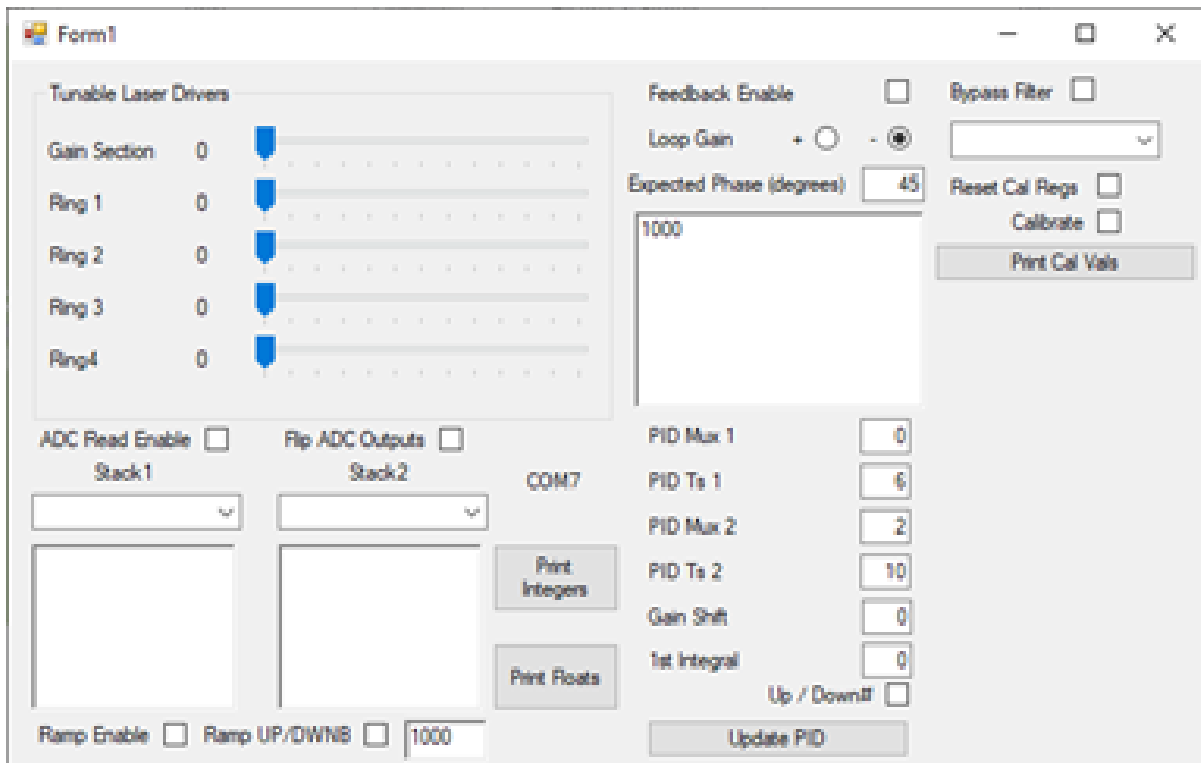 Form1
Tunable Laser Drivers
Gain Section 0
Ring 1 0
Ring 2 0
Ring 3 0
Ring4 0
ADC Read Enable
Flip ADC Outputs
Stack1
Stack2
COM7
Print
Integers
Print Floats
Ramp Enable
Ramp UP/DWNB
1000
Feedback Enable
Loop Gain + -
Expected Phase (degrees) 45
1000
PID Mux 1 0
PID Ts 1 6
PID Mux 2 2
PID Ts 2 10
Gain Shift 0
1st Integral 0
Up / Down#
Update PID
Bypass Filter
Reset Cal Regs
Calibrate
Print Cal Vals